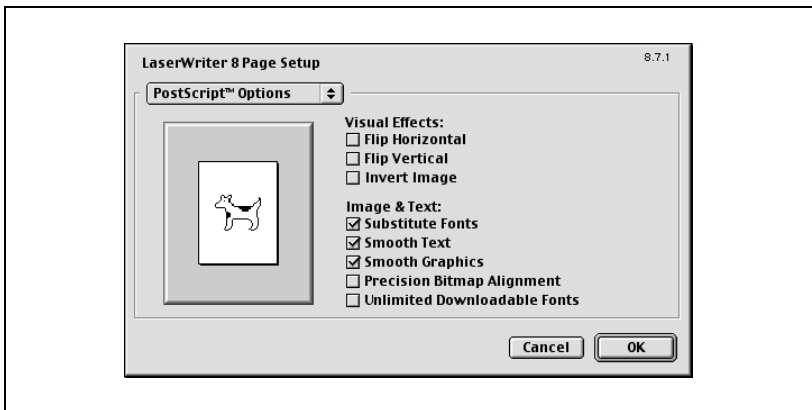 LaserWriter 8 Page Setup
8.7.1
PostScript™ Options
Visual Effects:
Flip Horizontal
Flip Vertical
Invert Image
Image & Text:
Substitute Fonts
Smooth Text
Smooth Graphics
Precision Bitmap Alignment
Unlimited Downloadable Fonts
Cancel
OK